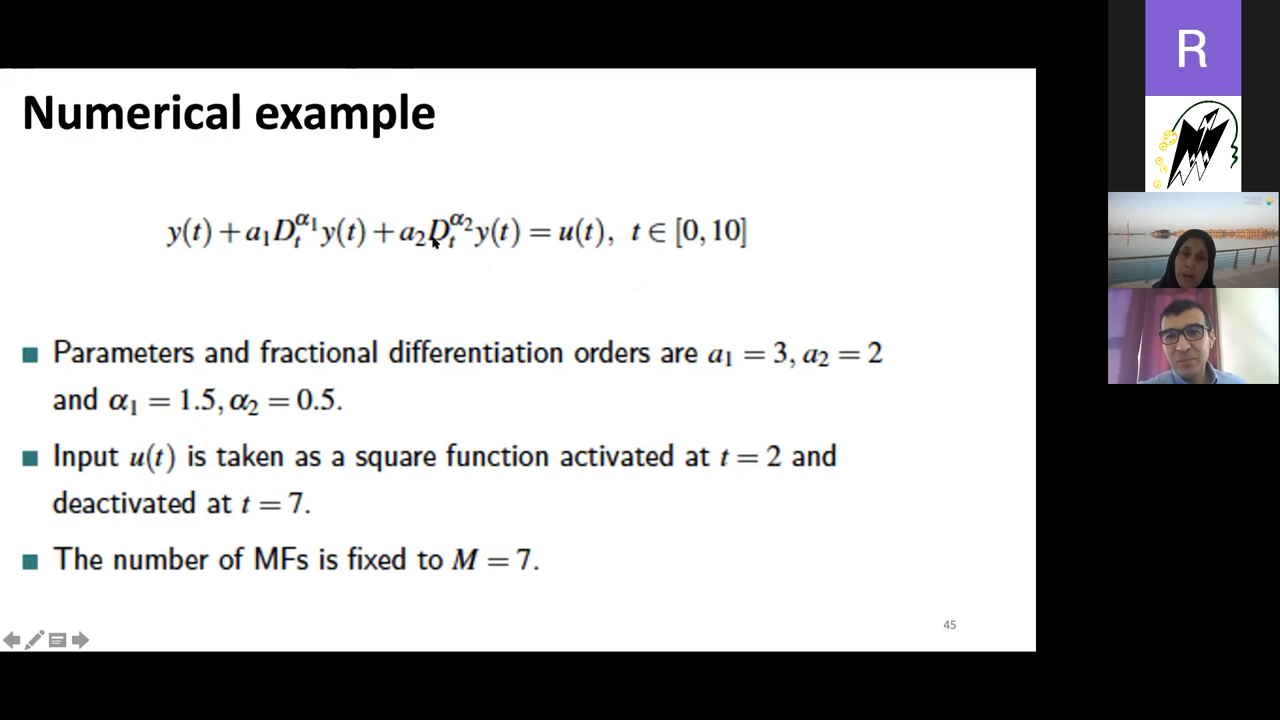 Numerical example
y(t) + a₁Dₜ^α₁ y(t) + a₂Dₜ^α₂ y(t) = u(t), t ∈ [0, 10]
■ Parameters and fractional differentiation orders are a₁ = 3, a₂ = 2
and α₁ = 1.5, α₂ = 0.5.
■ Input u(t) is taken as a square function activated at t = 2 and
deactivated at t = 7.
■ The number of MFs is fixed to M = 7.
45
R